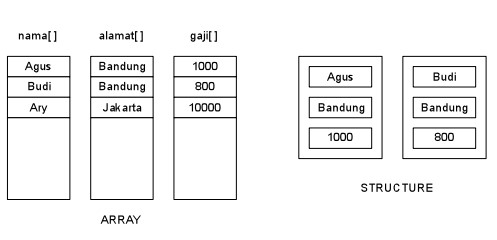 nama[ ] alamat[ ] gaji[ ]
Agus Bandung 1000
Budi Bandung 800
Ary Jakarta 10000
ARRAY
Agus Budi
Bandung Bandung
1000 800
STRUCTURE